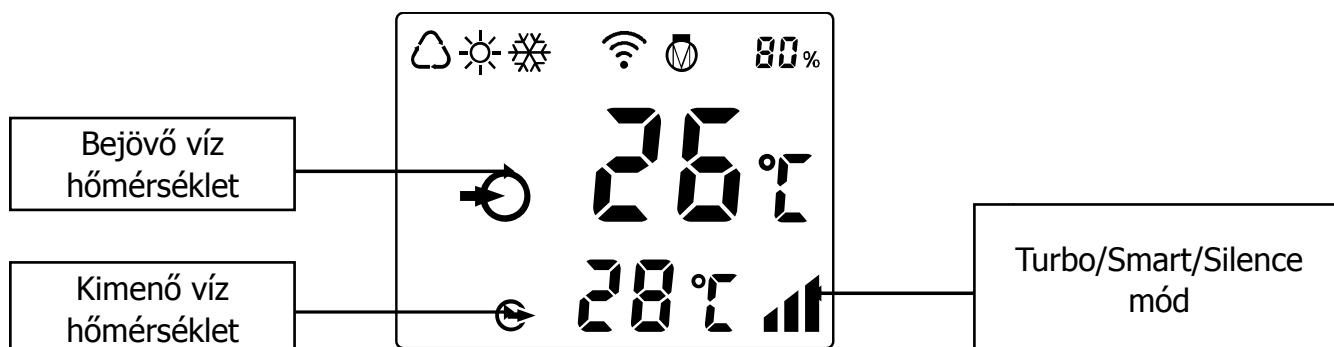 80%
Bejövő víz
hőmérséklet
26°C
Turbo/Smart/Silence
mód
Kimenő víz
hőmérséklet
28°C